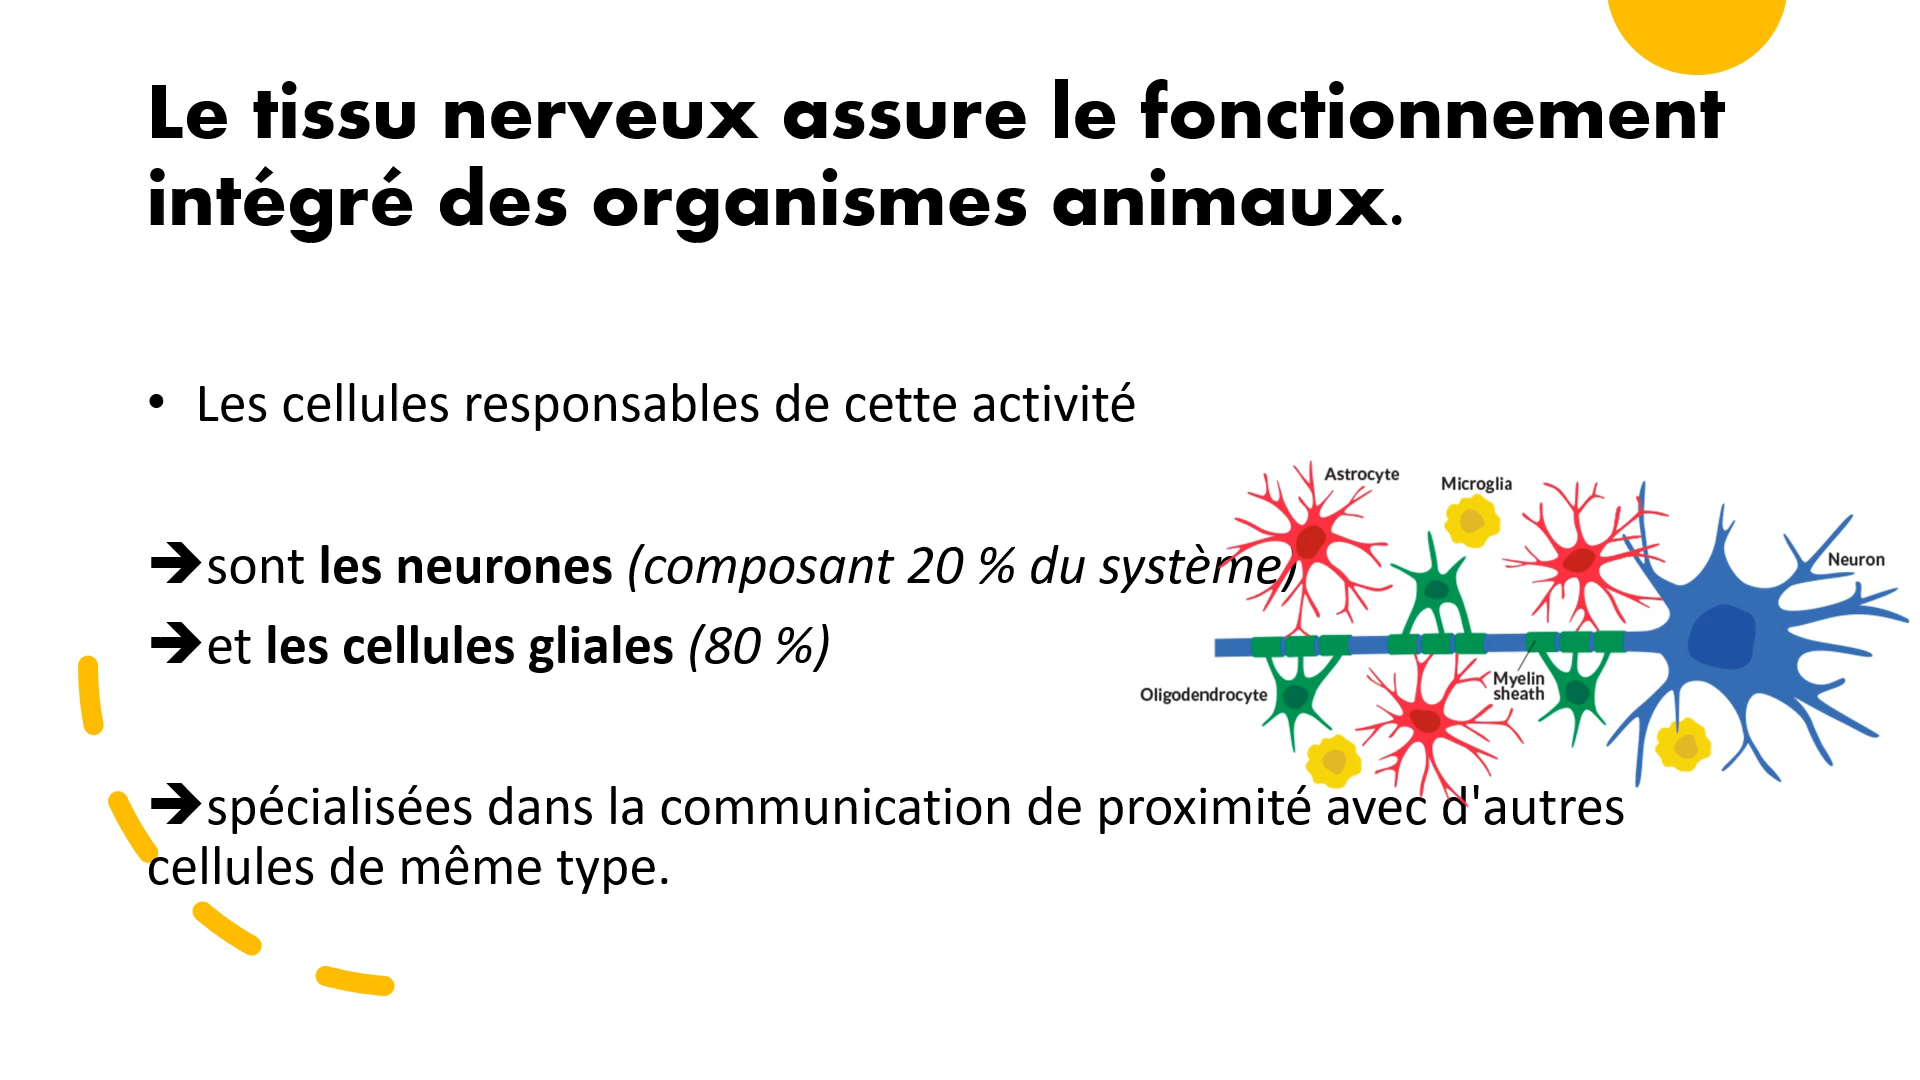 Le tissu nerveux assure le fonctionnement
intégré des organismes animaux.
• Les cellules responsables de cette activité
➔sont les neurones (composant 20 % du système)
➔et les cellules gliales (80 %)
➔spécialisées dans la communication de proximité avec d'autres
cellules de même type.
Astrocyte
Microglia
Neuron
Oligodendrocyte
Myelin
sheath